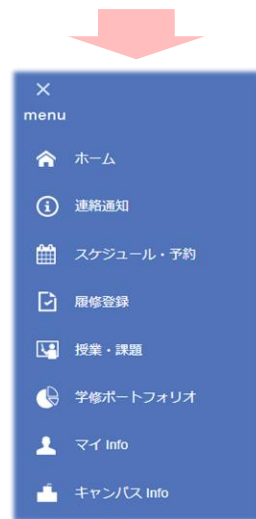 ×
menu
ホーム
連絡通知
スケジュール・予約
履修登録
授業・課題
学修ポートフォリオ
マイ Info
キャンパス Info